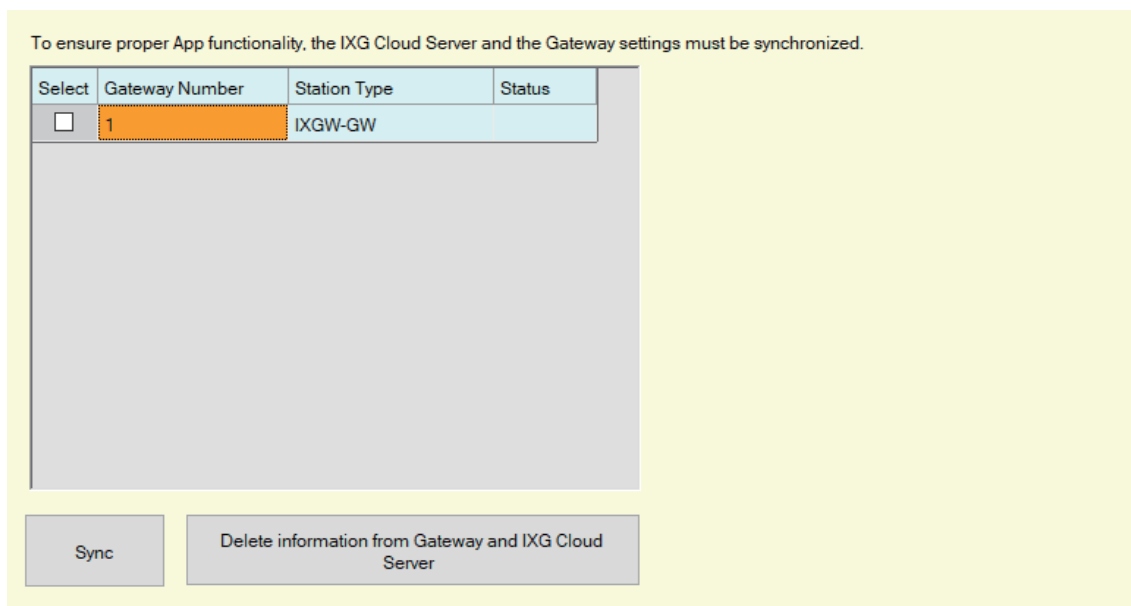 To ensure proper App functionality, the IXG Cloud Server and the Gateway settings must be synchronized.
Select Gateway Number Station Type Status
1 IXGW-GW
Sync
Delete information from Gateway and IXG Cloud
Server